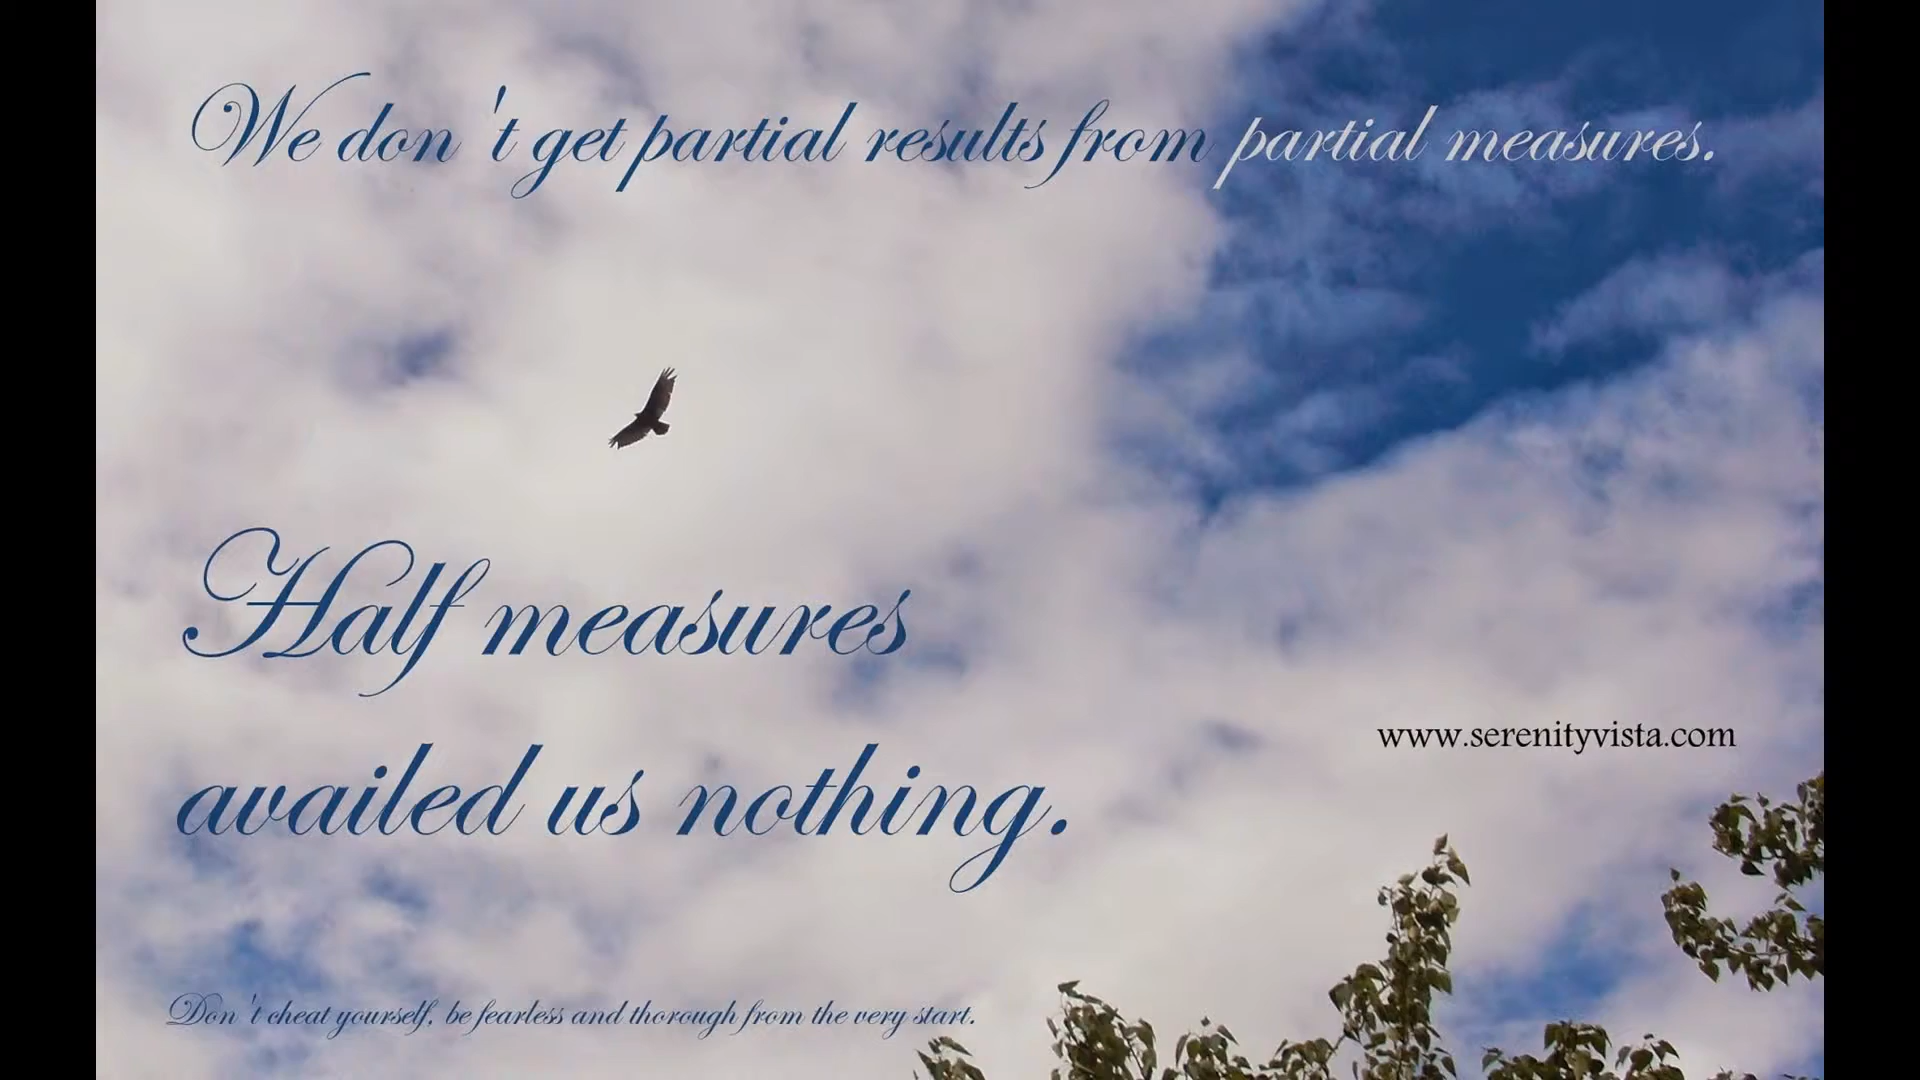 We don't get partial results from partial measures.
Half measures
availed us nothing.
www.serenityvista.com
Don't cheat yourself, be fearless and thorough from the very start.